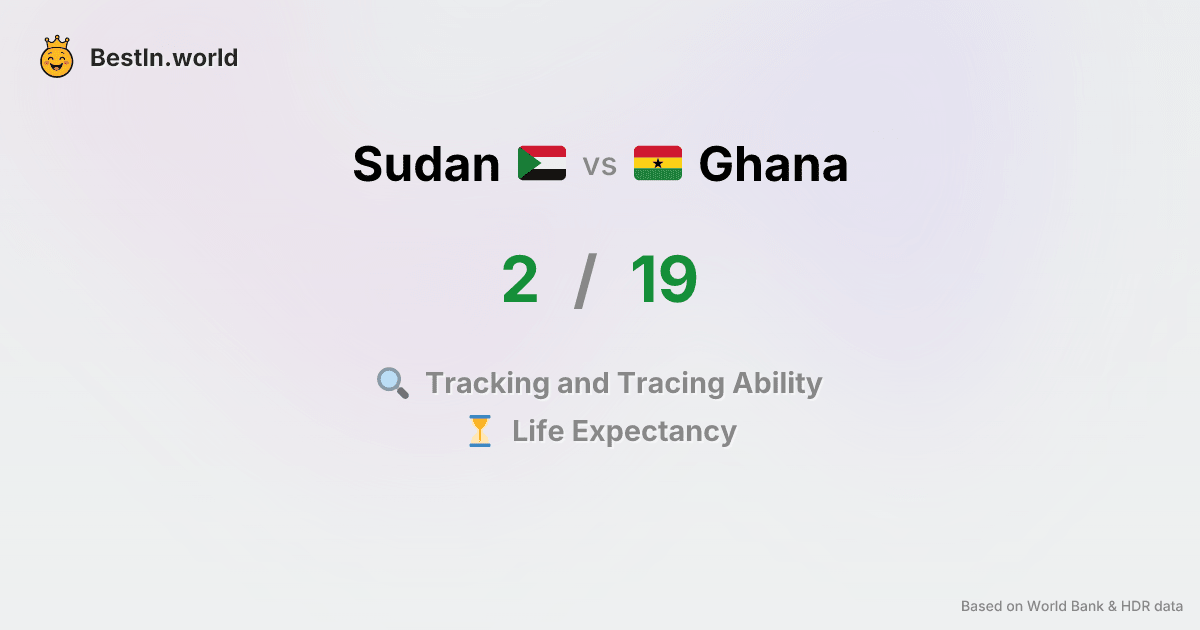 BestIn.world
Sudan vs Ghana
2 / 19
Tracking and Tracing Ability
Life Expectancy
Based on World Bank & HDR data